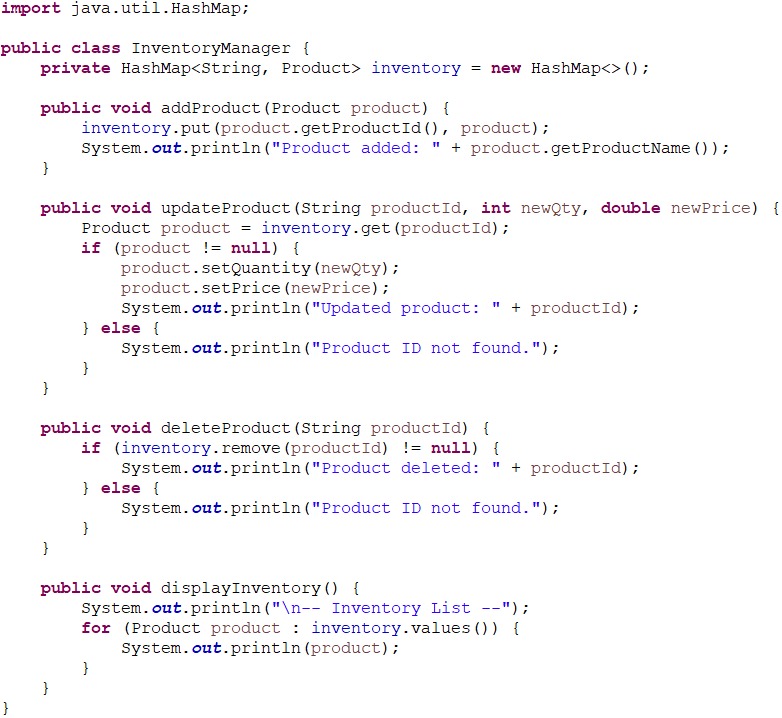 import java.util.HashMap;

public class InventoryManager {
    private HashMap<String, Product> inventory = new HashMap<>();

    public void addProduct(Product product) {
        inventory.put(product.getProductId(), product);
        System.out.println("Product added: " + product.getProductName());
    }

    public void updateProduct(String productId, int newQty, double newPrice) {
        Product product = inventory.get(productId);
        if (product != null) {
            product.setQuantity(newQty);
            product.setPrice(newPrice);
            System.out.println("Updated product: " + productId);
        } else {
            System.out.println("Product ID not found.");
        }
    }

    public void deleteProduct(String productId) {
        if (inventory.remove(productId) != null) {
            System.out.println("Product deleted: " + productId);
        } else {
            System.out.println("Product ID not found.");
        }
    }

    public void displayInventory() {
        System.out.println("\n-- Inventory List --");
        for (Product product : inventory.values()) {
            System.out.println(product);
        }
    }
}